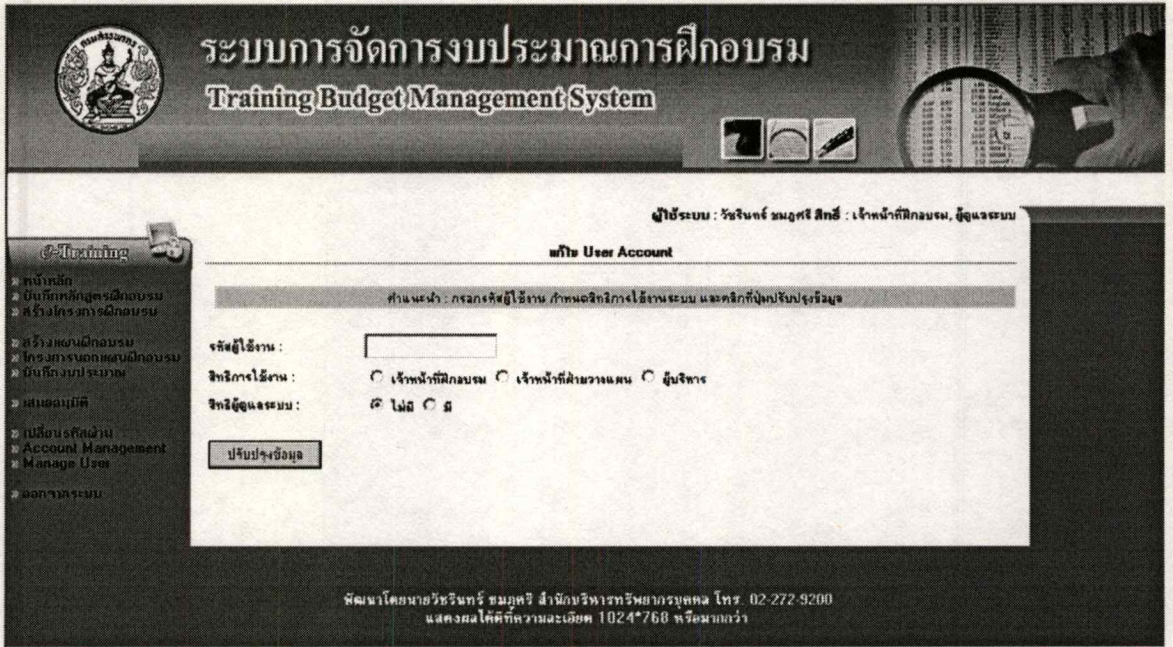 กรมสรรพากร
ระบบการจัดการงบประมาณการฝึกอบรม
Training Budget Management System
ผู้ใช้ระบบ : วัชรินทร์ ชมภูศรี สิทธิ์ : เจ้าหน้าที่ฝึกอบรม, ผู้ดูแลระบบ
e-Training
แก้ไข User Account
» หน้าหลัก
» บันทึกหลักสูตรฝึกอบรม
» สร้างโครงการฝึกอบรม
» สร้างแผนฝึกอบรม
» โครงการนอกแผนฝึกอบรม
» บันทึกงบประมาณ
» เสนออนุมัติ
» เปลี่ยนรหัสผ่าน
» Account Management
» Manage User
» ออกจากระบบ
คำแนะนำ : กรอกรหัสผู้ใช้งาน กำหนดสิทธิการใช้งานระบบ และคลิกที่ปุ่มปรับปรุงข้อมูล
รหัสผู้ใช้งาน :
สิทธิการใช้งาน : เจ้าหน้าที่ฝึกอบรม เจ้าหน้าที่ฝ่ายวางแผน ผู้บริหาร
สิทธิผู้ดูแลระบบ : ไม่มี มี
ปรับปรุงข้อมูล
พัฒนาโดยนายวัชรินทร์ ชมภูศรี สำนักบริหารทรัพยากรบุคคล โทร. 02-272-9200
แสดงผลได้ดีที่ความละเอียด 1024*768 หรือมากกว่า